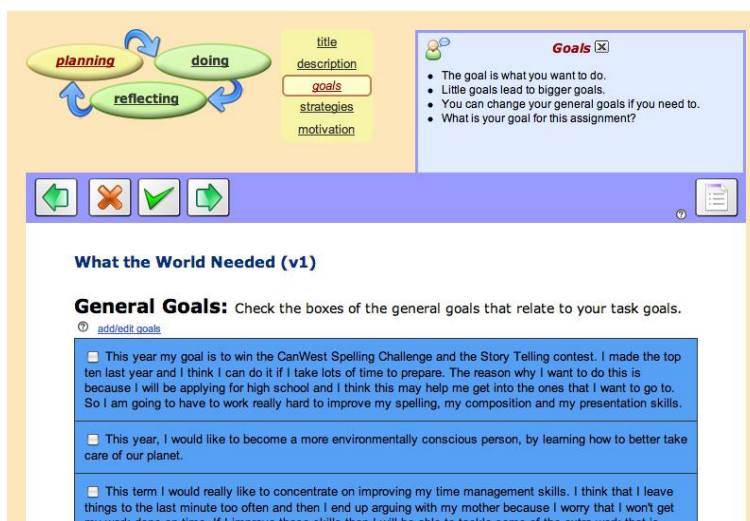 planning
doing
reflecting
title
description
goals
strategies
motivation
Goals
The goal is what you want to do.
Little goals lead to bigger goals.
You can change your general goals if you need to.
What is your goal for this assignment?
What the World Needed (v1)
General Goals: Check the boxes of the general goals that relate to your task goals.
add/edit goals
This year my goal is to win the CanWest Spelling Challenge and the Story Telling contest. I made the top
ten last year and I think I can do it if I take lots of time to prepare. The reason why I want to do this is
because I will be applying for high school and I think this may help me get into the ones that I want to go to.
So I am going to have to work really hard to improve my spelling, my composition and my presentation skills.
This year, I would like to become a more environmentally conscious person, by learning how to better take
care of our planet.
This term I would really like to concentrate on improving my time management skills. I think that I leave
things to the last minute too often and then I end up arguing with my mother because I worry that I won't get